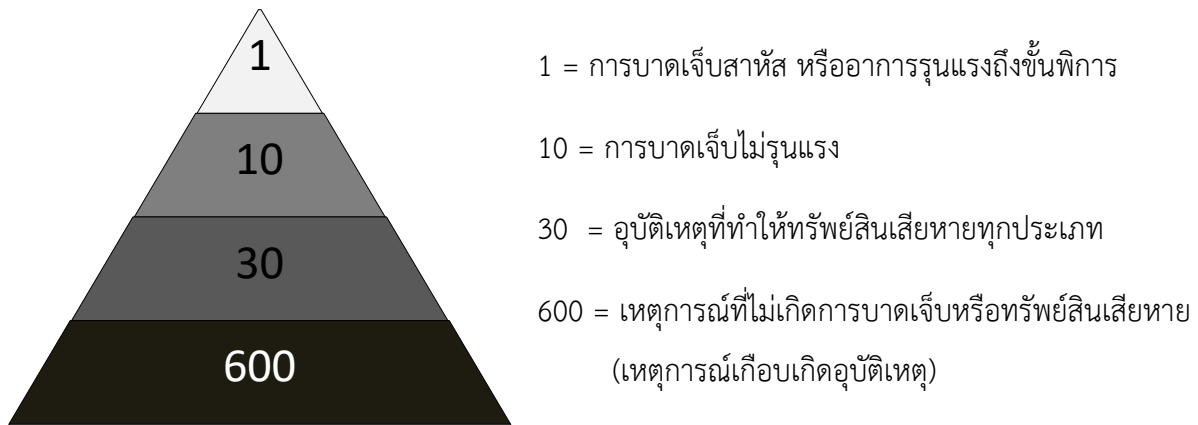 1
10
30
600
1 = การบาดเจ็บสาหัส หรืออาการรุนแรงถึงขั้นพิการ
10 = การบาดเจ็บไม่รุนแรง
30 = อุบัติเหตุที่ทำให้ทรัพย์สินเสียหายทุกประเภท
600 = เหตุการณ์ที่ไม่เกิดการบาดเจ็บหรือทรัพย์สินเสียหาย
(เหตุการณ์เกือบเกิดอุบัติเหตุ)